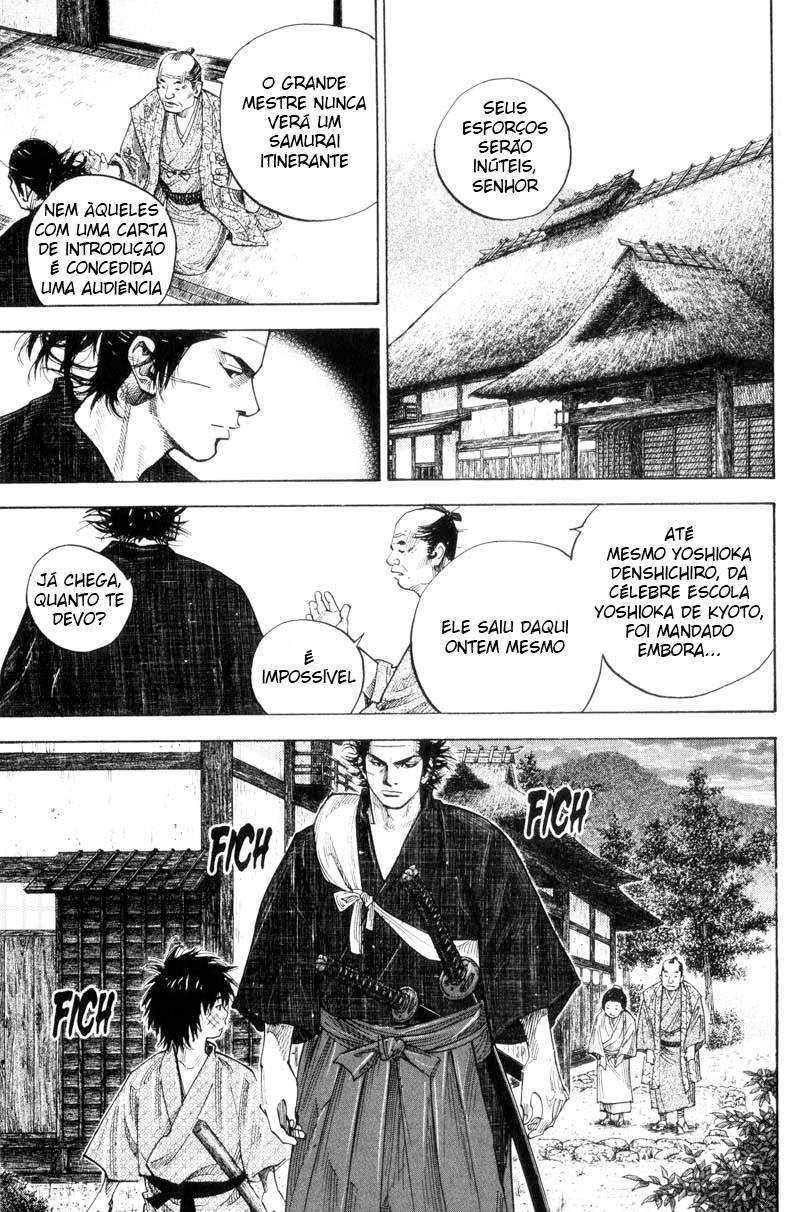 SEUS
ESFORÇOS
SERÃO
INÚTEIS,
SENHOR
O GRANDE
MESTRE NUNCA
VERÁ UM
SAMURAI
ITINERANTE
NEM ÀQUELES
COM UMA CARTA
DE INTRODUÇÃO
É CONCEDIDA
UMA AUDIÊNCIA
ATÉ
MESMO YOSHIOKA
DENSHICHIRO, DA
CÉLEBRE ESCOLA
YOSHIOKA DE KYOTO,
FOI MANDADO
EMBORA...
ELE SAIU DAQUI
ONTEM MESMO
É
IMPOSSÍVEL
JÁ CHEGA,
QUANTO TE
DEVO?
FICH
FICH
FICH